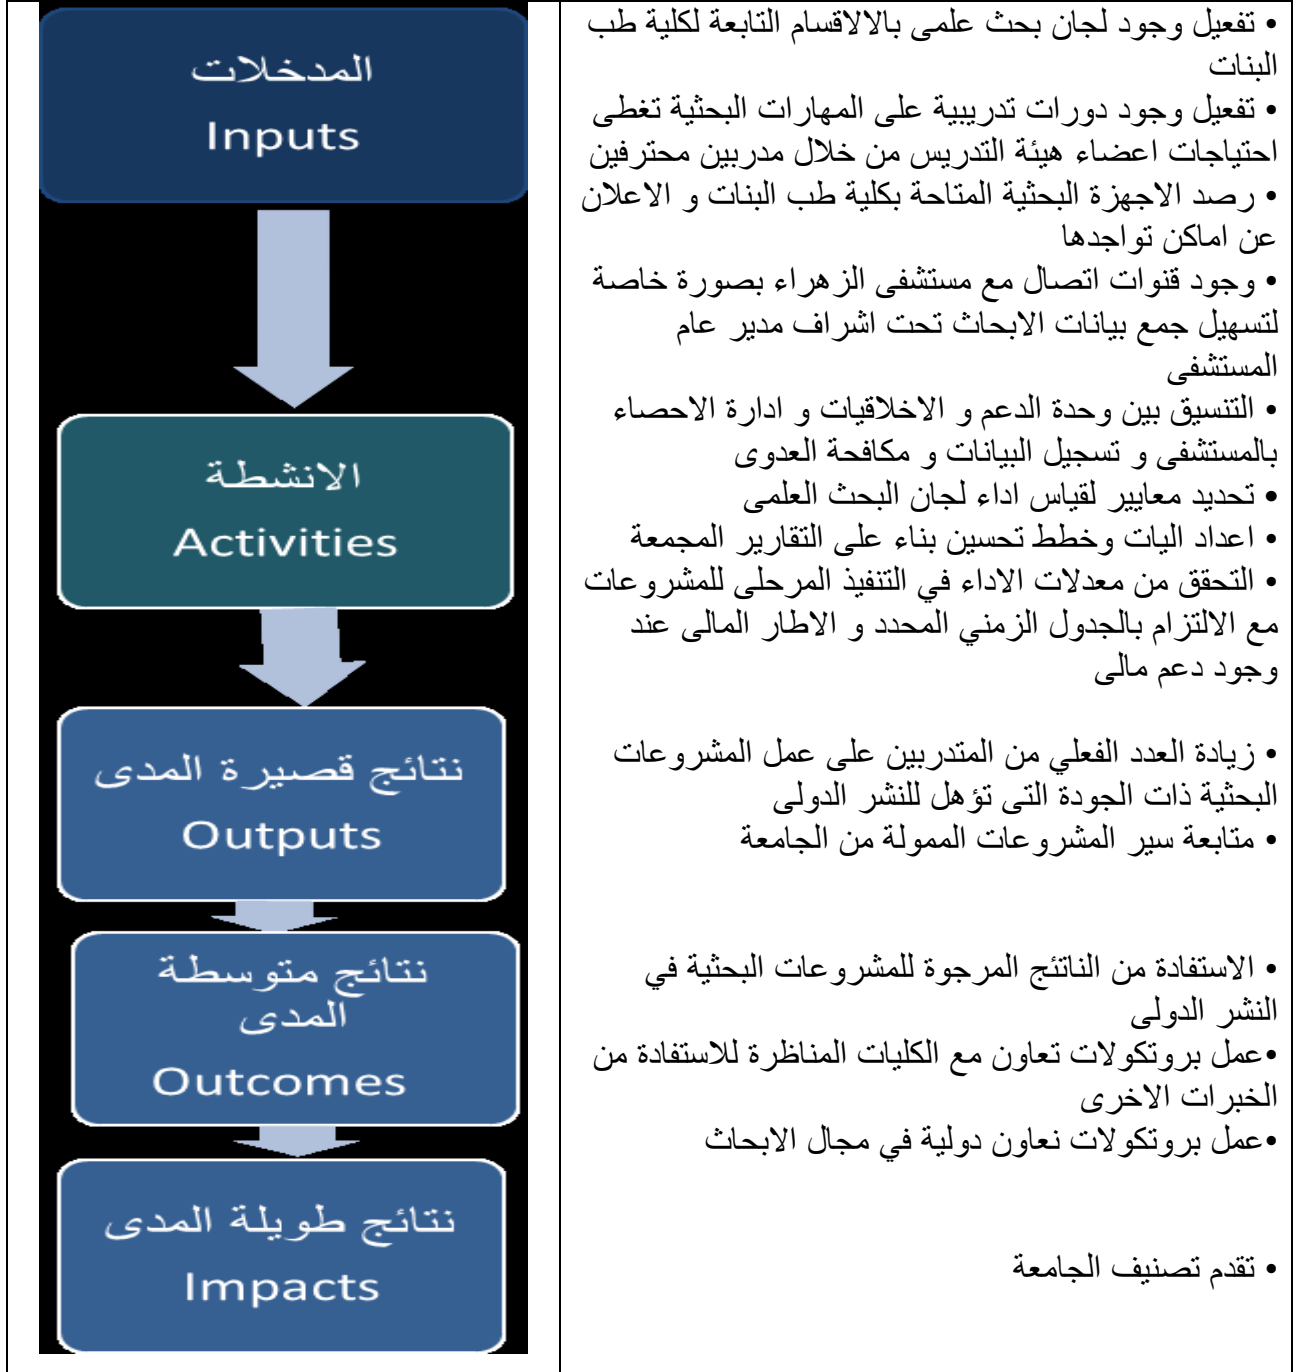 المدخلات
Inputs
الانشطة
Activities
نتائج قصيرة المدى
Outputs
نتائج متوسطة
المدى
Outcomes
نتائج طويلة المدى
Impacts
• تفعيل وجود لجان بحث علمى بالالاقسام التابعة لكلية طب
البنات
• تفعيل وجود دورات تدريبية على المهارات البحثية تغطى
احتياجات اعضاء هيئة التدريس من خلال مدربين محترفين
• رصد الاجهزة البحثية المتاحة بكلية طب البنات و الاعلان
عن اماكن تواجدها
• وجود قنوات اتصال مع مستشفى الزهراء بصورة خاصة
لتسهيل جمع بيانات الابحاث تحت اشراف مدير عام
المستشفى
• التنسيق بين وحدة الدعم و الاخلاقيات و ادارة الاحصاء
بالمستشفى و تسجيل البيانات و مكافحة العدوى
• تحديد معايير لقياس اداء لجان البحث العلمى
• اعداد اليات وخطط تحسين بناء على التقارير المجمعة
• التحقق من معدلات الاداء في التنفيذ المرحلى للمشروعات
مع الالتزام بالجدول الزمني المحدد و الاطار المالى عند
وجود دعم مالى
• زيادة العدد الفعلي من المتدربين على عمل المشروعات
البحثية ذات الجودة التى تؤهل للنشر الدولى
• متابعة سير المشروعات الممولة من الجامعة
• الاستفادة من الناتئج المرجوة للمشروعات البحثية في
النشر الدولى
•عمل بروتكولات تعاون مع الكليات المناظرة للاستفادة من
الخبرات الاخرى
•عمل بروتكولات نعاون دولية في مجال الابحاث
• تقدم تصنيف الجامعة